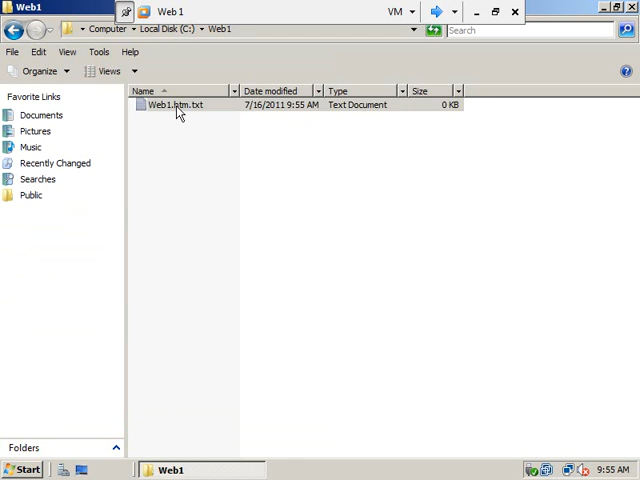 Web1
Web 1
VM
Computer
Local Disk (C:)
Web1
Search
File
Edit
View
Tools
Help
Organize
Views
Favorite Links
Documents
Pictures
Music
Recently Changed
Searches
Public
Name
Date modified
Type
Size
Web1.htm.txt
7/16/2011 9:55 AM
Text Document
0 KB
Folders
Start
Web1
9:55 AM